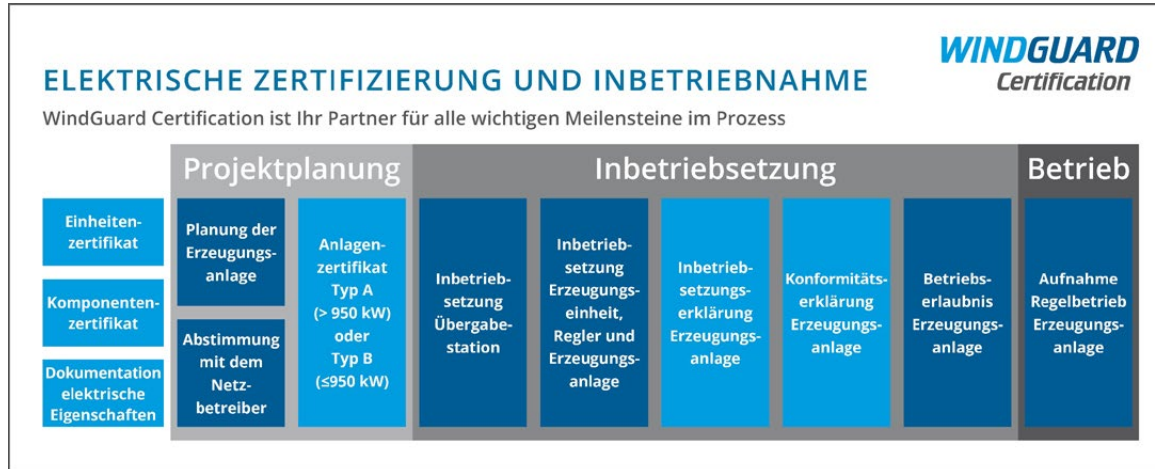 WINDGUARD
Certification
ELEKTRISCHE ZERTIFIZIERUNG UND INBETRIEBNAHME
WindGuard Certification ist Ihr Partner für alle wichtigen Meilensteine im Prozess
Projektplanung
Inbetriebsetzung
Betrieb
Einheiten-
zertifikat
Komponenten-
zertifikat
Dokumentation
elektrische
Eigenschaften
Planung der
Erzeugungs-
anlage
Abstimmung
mit dem
Netz-
betreiber
Anlagen-
zertifikat
Typ A
(> 950 kW)
oder
Typ B
(≤950 kW)
Inbetrieb-
setzung
Übergabe-
station
Inbetrieb-
setzung
Erzeugungs-
einheit,
Regler und
Erzeugungs-
anlage
Inbetrieb-
setzungs-
erklärung
Erzeugungs-
anlage
Konformitäts-
erklärung
Erzeugungs-
anlage
Betriebs-
erlaubnis
Erzeugungs-
anlage
Aufnahme
Regelbetrieb
Erzeugungs-
anlage